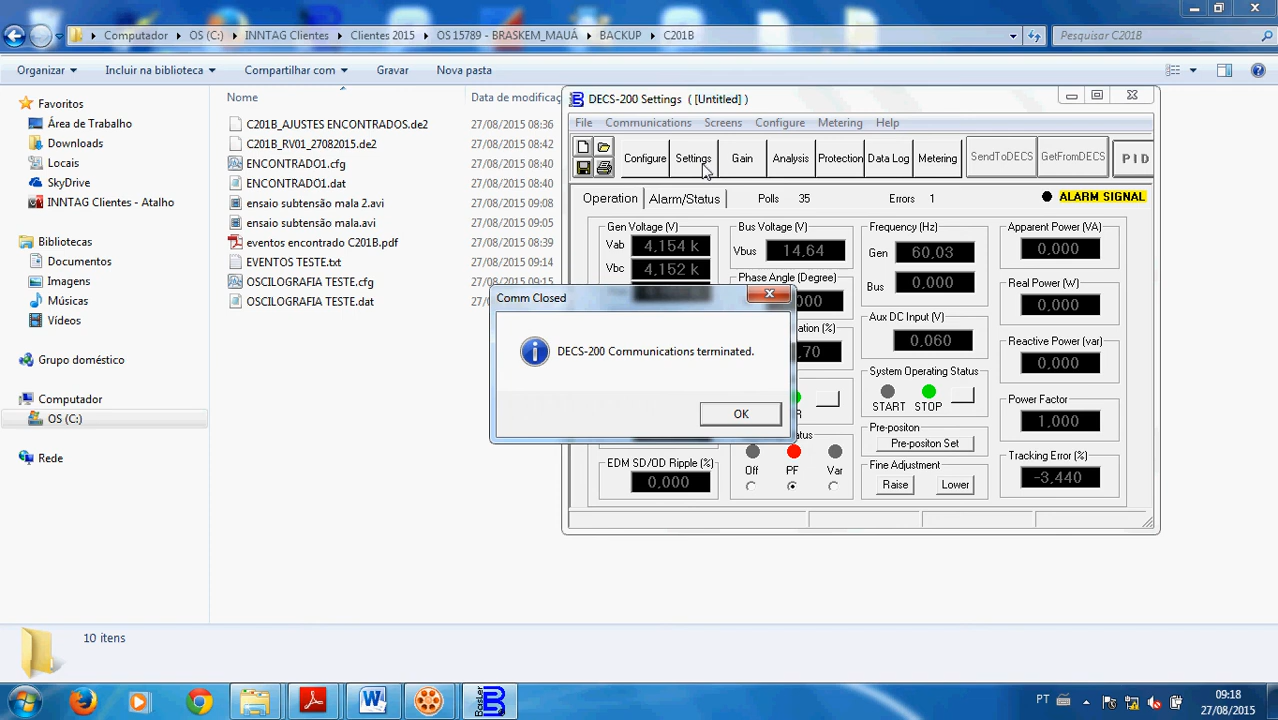 Computador ▸ OS (C:) ▸ INNTAG Clientes ▸ Clientes 2015 ▸ OS 15789 - BRASKEM_MAUÁ ▸ BACKUP ▸ C201B
Pesquisar C201B
Organizar
Incluir na biblioteca
Compartilhar com
Gravar
Nova pasta
Favoritos
Área de Trabalho
Downloads
Locais
SkyDrive
INNTAG Clientes - Atalho
Bibliotecas
Documentos
Imagens
Músicas
Vídeos
Grupo doméstico
Computador
OS (C:)
Rede
Nome
Data de modificaç
C201B_AJUSTES ENCONTRADOS.de2 27/08/2015 08:36
C201B_RV01_27082015.de2 27/08/2015 08:36
ENCONTRADO1.cfg 27/08/2015 08:40
ENCONTRADO1.dat 27/08/2015 08:40
ensaio subtensão mala 2.avi 27/08/2015 09:05
ensaio subtensão mala.avi 27/08/2015 09:08
eventos encontrado C201B.pdf 27/08/2015 08:39
EVENTOS TESTE.txt 27/08/2015 09:14
OSCILOGRAFIA TESTE.cfg 27/08/2015 09:15
OSCILOGRAFIA TESTE.dat
DECS-200 Settings ( [Untitled] )
File Communications Screens Configure Metering Help
Configure Settings Gain Analysis Protection Data Log Metering SendToDECS GetFromDECS PID
Operation Alarm/Status Polls 35 Errors 1 ALARM SIGNAL
Gen Voltage (V)
Vab 4,154 k
Vbc 4,152 k
Bus Voltage (V)
Vbus 14,64
Phase Angle (Degree)
000
ation (%)
,70
Frequency (Hz)
Gen 60,03
Bus 0,000
Aux DC Input (V)
0,060
System Operating Status
START STOP
Pre-positon
Pre-positon Set
Fine Adjustment
Raise Lower
Apparent Power (VA)
0,000
Real Power (W)
0,000
Reactive Power (var)
0,000
Power Factor
1,000
Tracking Error (%)
-3,440
R
atus
Off PF Var
EDM SD/OD Ripple (%)
0,000
Comm Closed
DECS-200 Communications terminated.
OK
10 itens
PT
09:18
27/08/2015